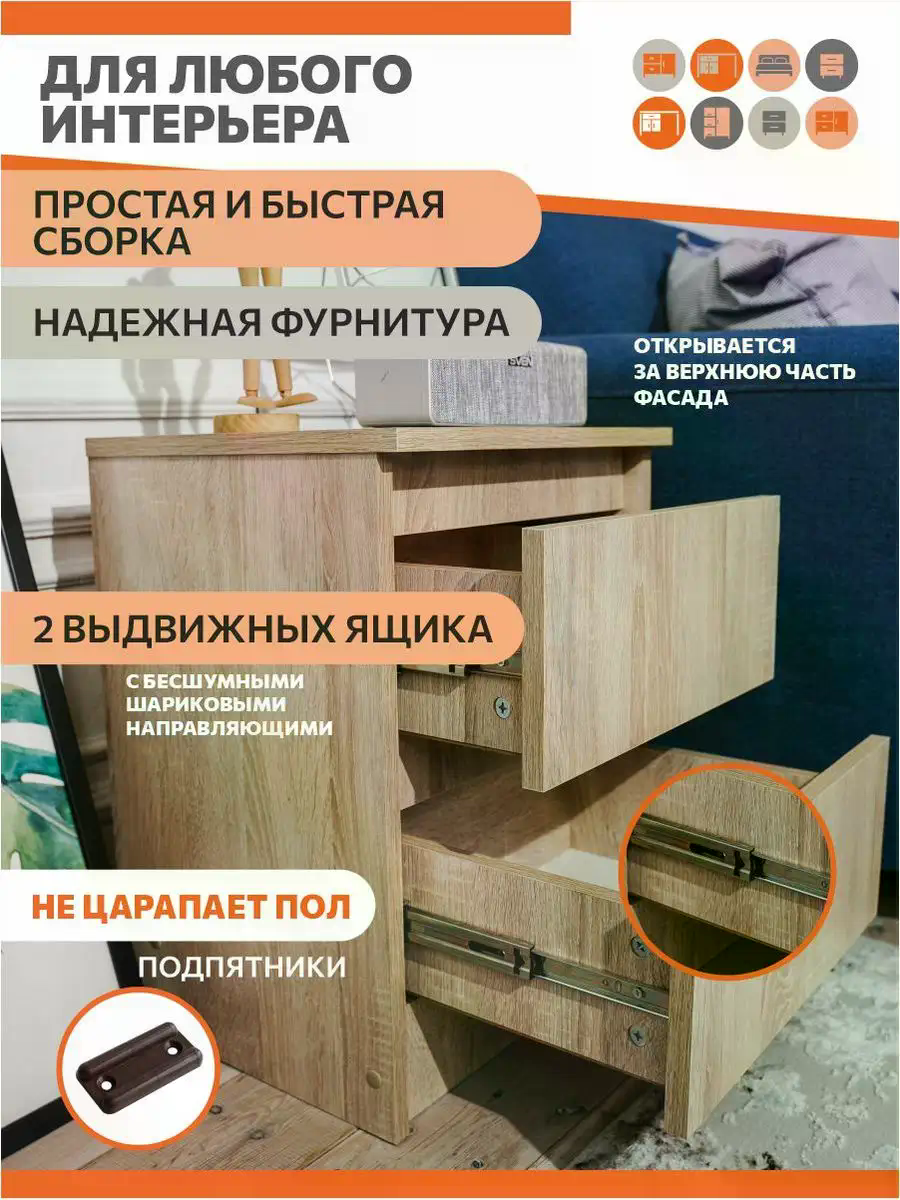 ДЛЯ ЛЮБОГО
ИНТЕРЬЕРА
ПРОСТАЯ И БЫСТРАЯ
СБОРКА
НАДЕЖНАЯ ФУРНИТУРА
SVEN
ОТКРЫВАЕТСЯ
ЗА ВЕРХНЮЮ ЧАСТЬ
ФАСАДА
2 ВЫДВИЖНЫХ ЯЩИКА
С БЕСШУМНЫМИ
ШАРИКОВЫМИ
НАПРАВЛЯЮЩИМИ
НЕ ЦАРАПАЕТ ПОЛ
ПОДПЯТНИКИ